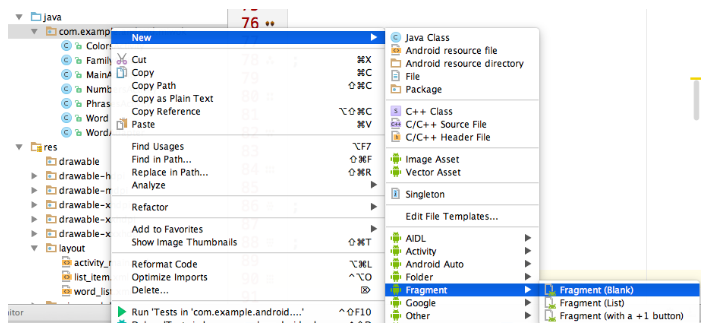 java
com.example
Colors
Family
MainA
Number
Phras
Word
WordA
res
drawable
drawable-h
drawable-m
drawable-x
drawable-x
drawable-x
layout
activity_m
list_item.
word_list
76
New
Cut ⌘X
Copy ⌘C
Copy Path ⇧⌘C
Copy as Plain Text
Copy Reference ⌥⇧⌘C
Paste ⌘V
Find Usages ⌥F7
Find in Path... ⇧⌘F
Replace in Path... ⇧⌘R
Analyze
Refactor
Add to Favorites
Show Image Thumbnails ⇧⌘T
Reformat Code ⌥⌘L
Optimize Imports ⌃⌥O
Delete... ⌦
Run 'Tests in 'com.example.android....' ⌃⇧F10
Java Class
Android resource file
Android resource directory
File
Package
C++ Class
C/C++ Source File
C/C++ Header File
Image Asset
Vector Asset
Singleton
Edit File Templates...
AIDL
Activity
Android Auto
Folder
Fragment
Google
Other
Fragment (Blank)
Fragment (List)
Fragment (with a +1 button)